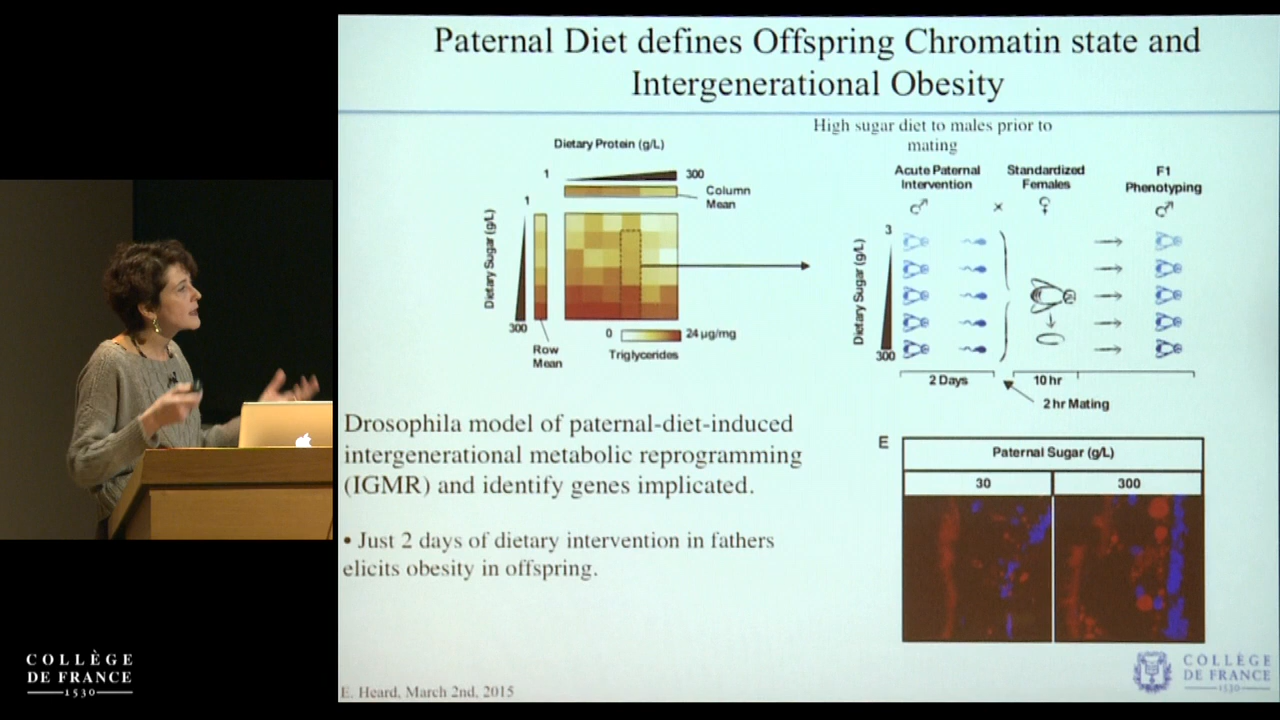 Paternal Diet defines Offspring Chromatin state and
Intergenerational Obesity
High sugar diet to males prior to
mating
Dietary Protein (g/L)
1
300
Column
Mean
1
Dietary Sugar (g/L)
300
Row
Mean
0
24 µg/mg
Triglycerides
Acute Paternal
Intervention
Standardized
Females
F1
Phenotyping
♂
×
♀
♂
3
Dietary Sugar (g/L)
300
2 Days
10 hr
2 hr Mating
Drosophila model of paternal-diet-induced
intergenerational metabolic reprogramming
(IGMR) and identify genes implicated.
• Just 2 days of dietary intervention in fathers
elicits obesity in offspring.
E
Paternal Sugar (g/L)
30
300
E. Heard, March 2nd, 2015
COLLÈGE
DE FRANCE
1530
COLLÈGE
DE FRANCE
1530